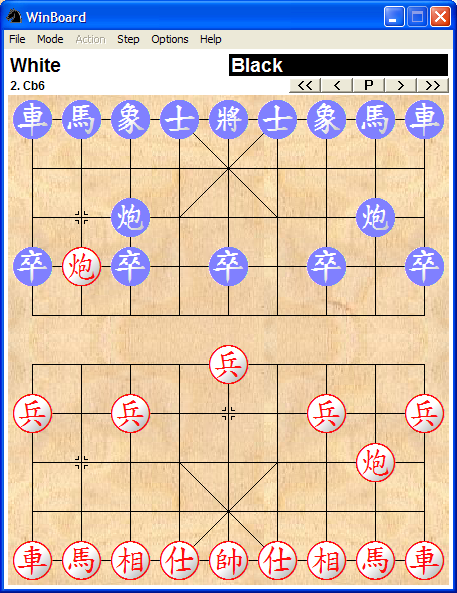 WinBoard
File Mode Action Step Options Help
White Black
2. Cb6 << < P > >>
車 馬 象 士 將 士 象 馬 車
炮 炮
卒 炮 卒 卒 卒 卒
兵
兵 兵 兵 兵
炮
車 馬 相 仕 帥 仕 相 馬 車